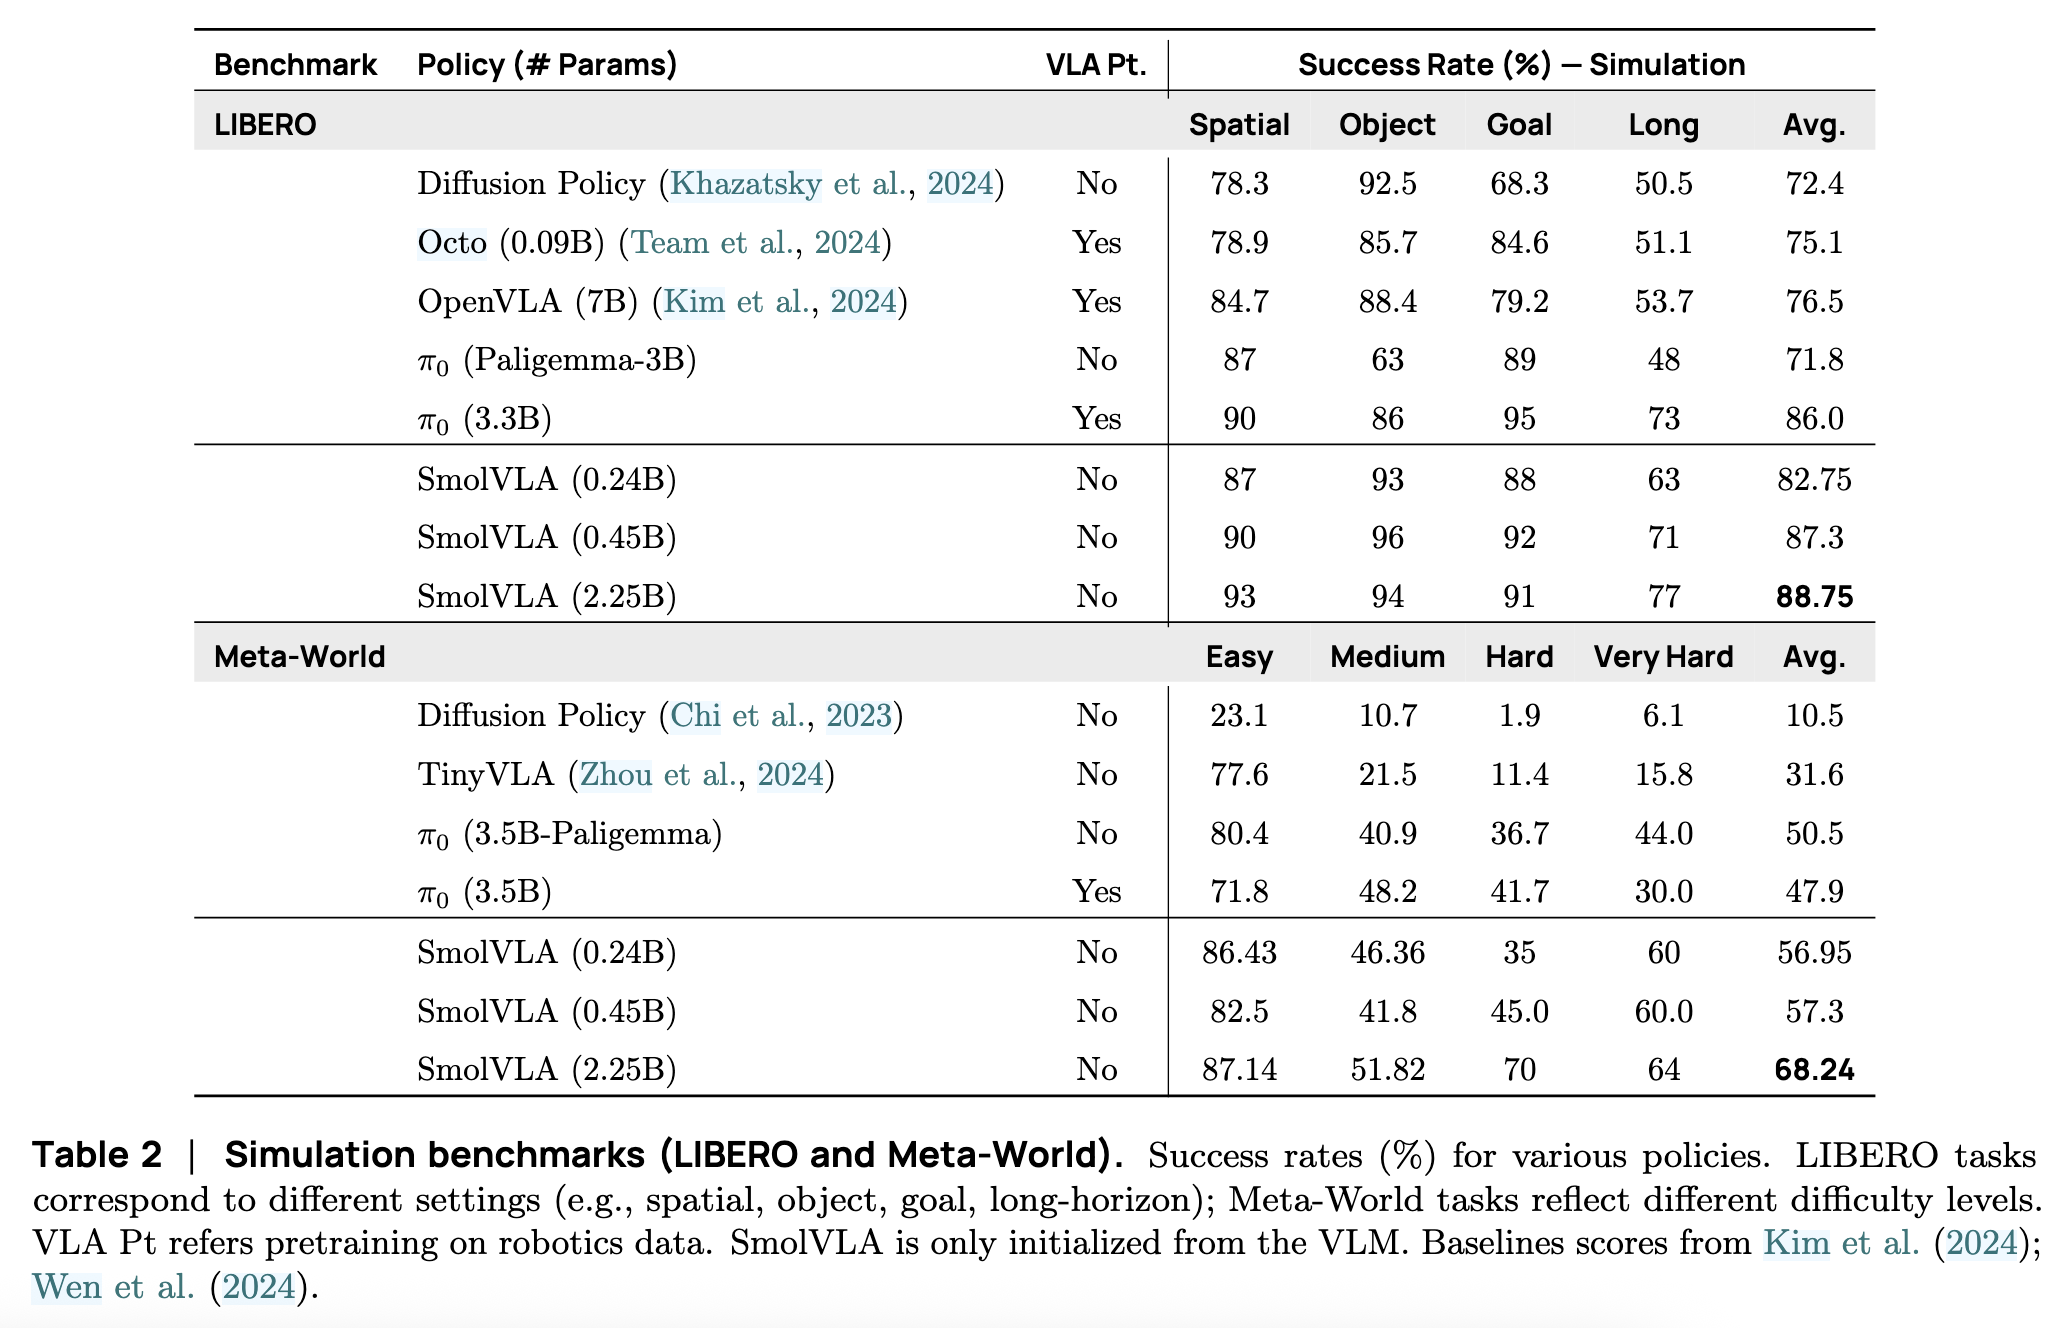 Benchmark Policy (# Params) VLA Pt. Success Rate (%) – Simulation
LIBERO Spatial Object Goal Long Avg.
Diffusion Policy (Khazatsky et al., 2024) No 78.3 92.5 68.3 50.5 72.4
Octo (0.09B) (Team et al., 2024) Yes 78.9 85.7 84.6 51.1 75.1
OpenVLA (7B) (Kim et al., 2024) Yes 84.7 88.4 79.2 53.7 76.5
π₀ (Paligemma-3B) No 87 63 89 48 71.8
π₀ (3.3B) Yes 90 86 95 73 86.0
SmolVLA (0.24B) No 87 93 88 63 82.75
SmolVLA (0.45B) No 90 96 92 71 87.3
SmolVLA (2.25B) No 93 94 91 77 88.75
Meta-World Easy Medium Hard Very Hard Avg.
Diffusion Policy (Chi et al., 2023) No 23.1 10.7 1.9 6.1 10.5
TinyVLA (Zhou et al., 2024) No 77.6 21.5 11.4 15.8 31.6
π₀ (3.5B-Paligemma) No 80.4 40.9 36.7 44.0 50.5
π₀ (3.5B) Yes 71.8 48.2 41.7 30.0 47.9
SmolVLA (0.24B) No 86.43 46.36 35 60 56.95
SmolVLA (0.45B) No 82.5 41.8 45.0 60.0 57.3
SmolVLA (2.25B) No 87.14 51.82 70 64 68.24
Table 2 | Simulation benchmarks (LIBERO and Meta-World). Success rates (%) for various policies. LIBERO tasks
correspond to different settings (e.g., spatial, object, goal, long-horizon); Meta-World tasks reflect different difficulty levels.
VLA Pt refers pretraining on robotics data. SmolVLA is only initialized from the VLM. Baselines scores from Kim et al. (2024);
Wen et al. (2024).